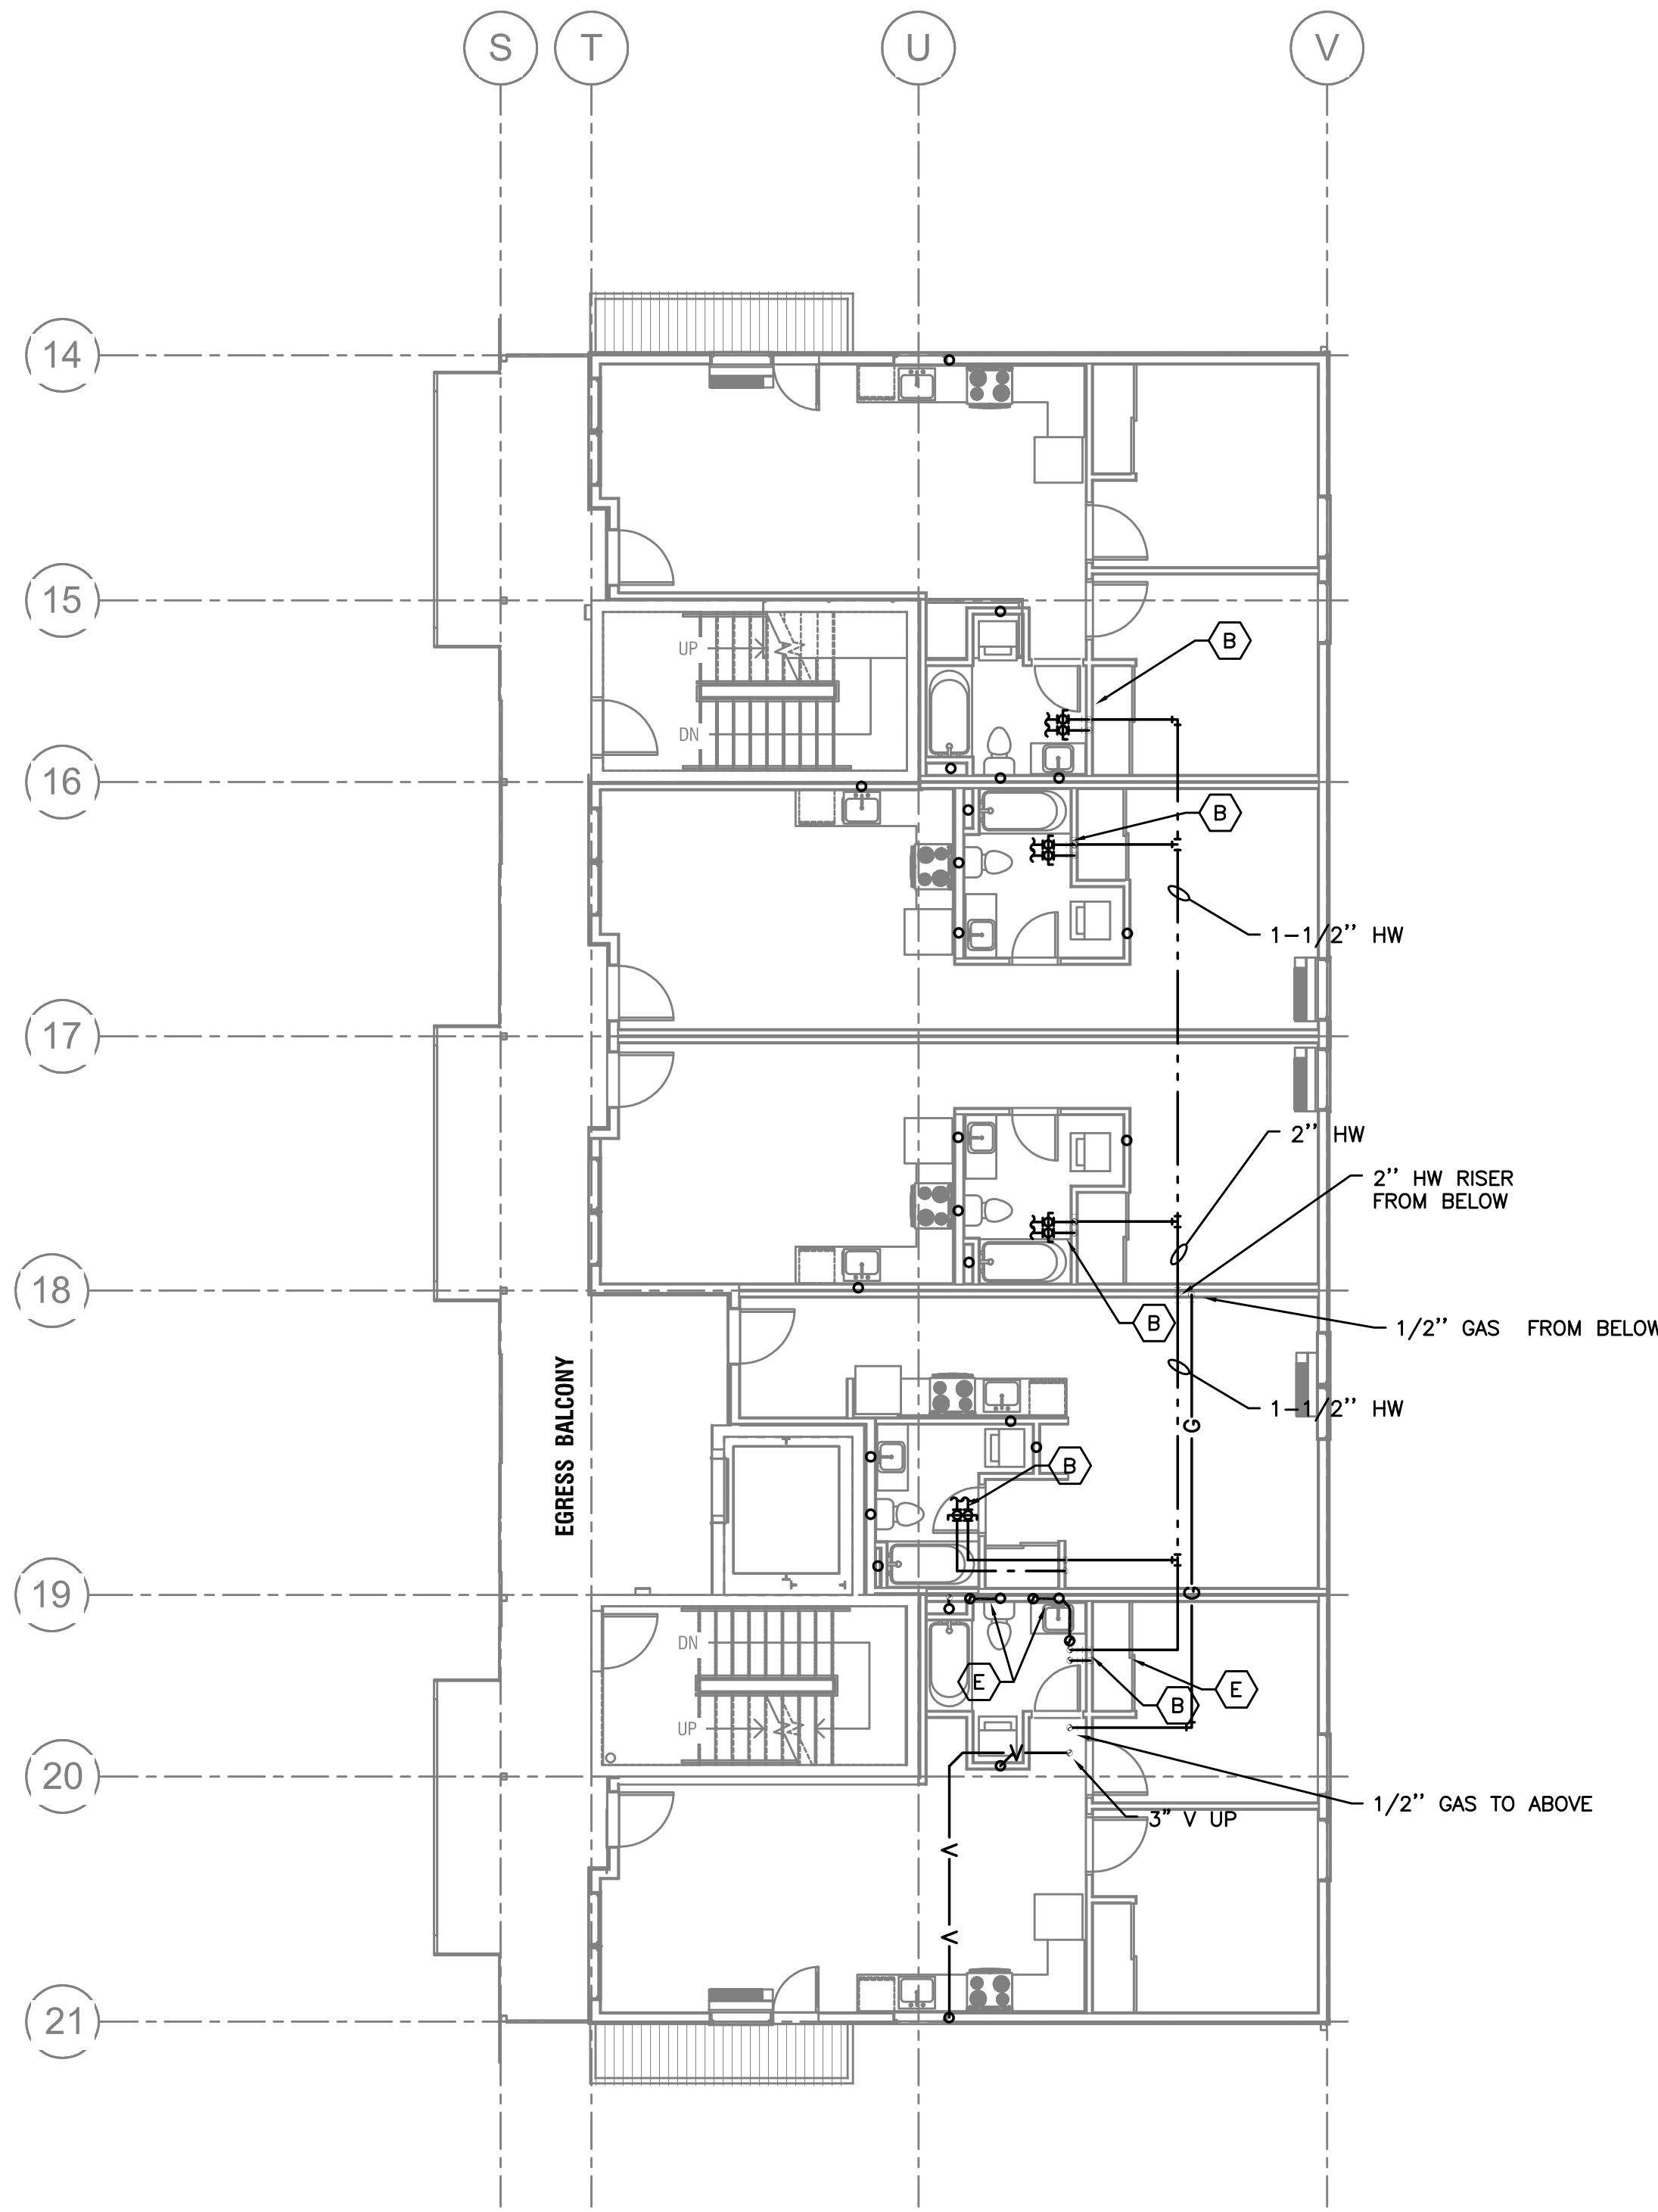 S T U V
14
15
UP
B
DN
16
B
1-1/2" HW
17
2" HW
2" HW RISER
FROM BELOW
18
B
1/2" GAS FROM BELOW
EGRESS BALCONY
1-1/2" HW
G
B
19
G
DN
E
E
B
UP
V
20
1/2" GAS TO ABOVE
3" V UP
V
V
21